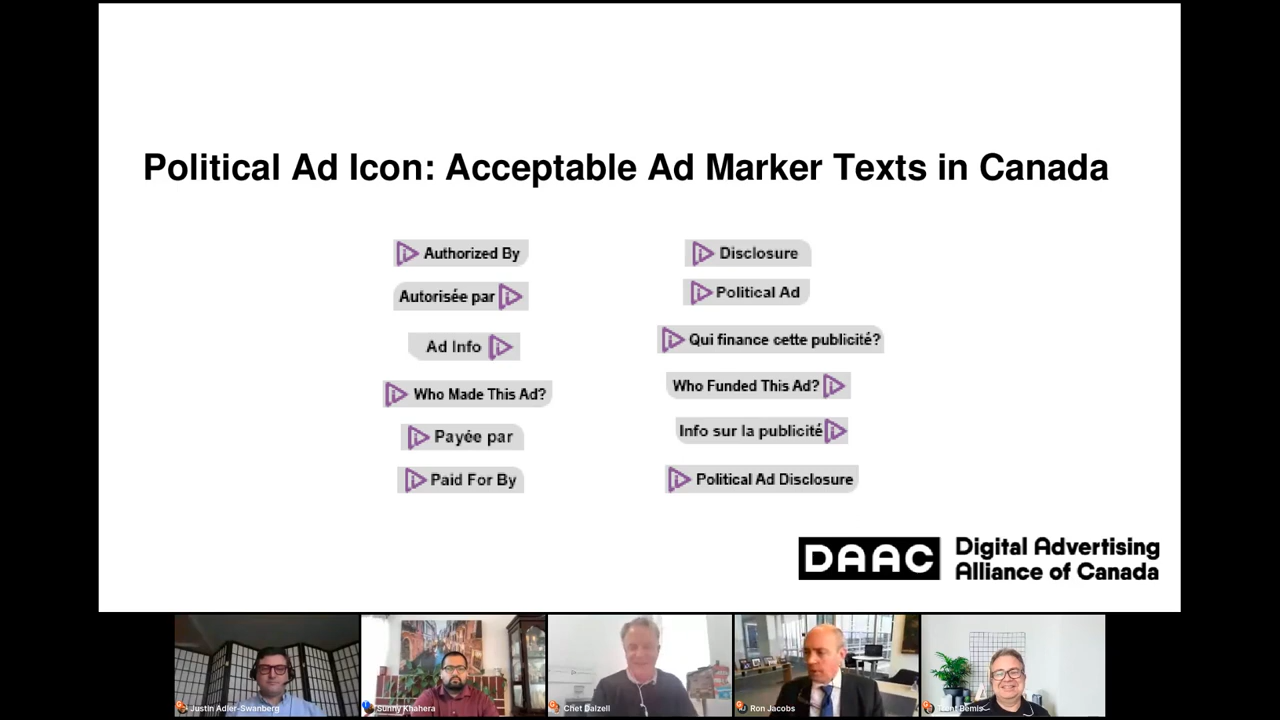 Political Ad Icon: Acceptable Ad Marker Texts in Canada
Authorized By
Autorisée par
Ad Info
Who Made This Ad?
Payée par
Paid For By
Disclosure
Political Ad
Qui finance cette publicité?
Who Funded This Ad?
Info sur la publicité
Political Ad Disclosure
DAAC
Digital Advertising
Alliance of Canada
Justin Adler-Swanberg
Sunny Khahera
Chet Dalzell
Ron Jacobs
Bemis